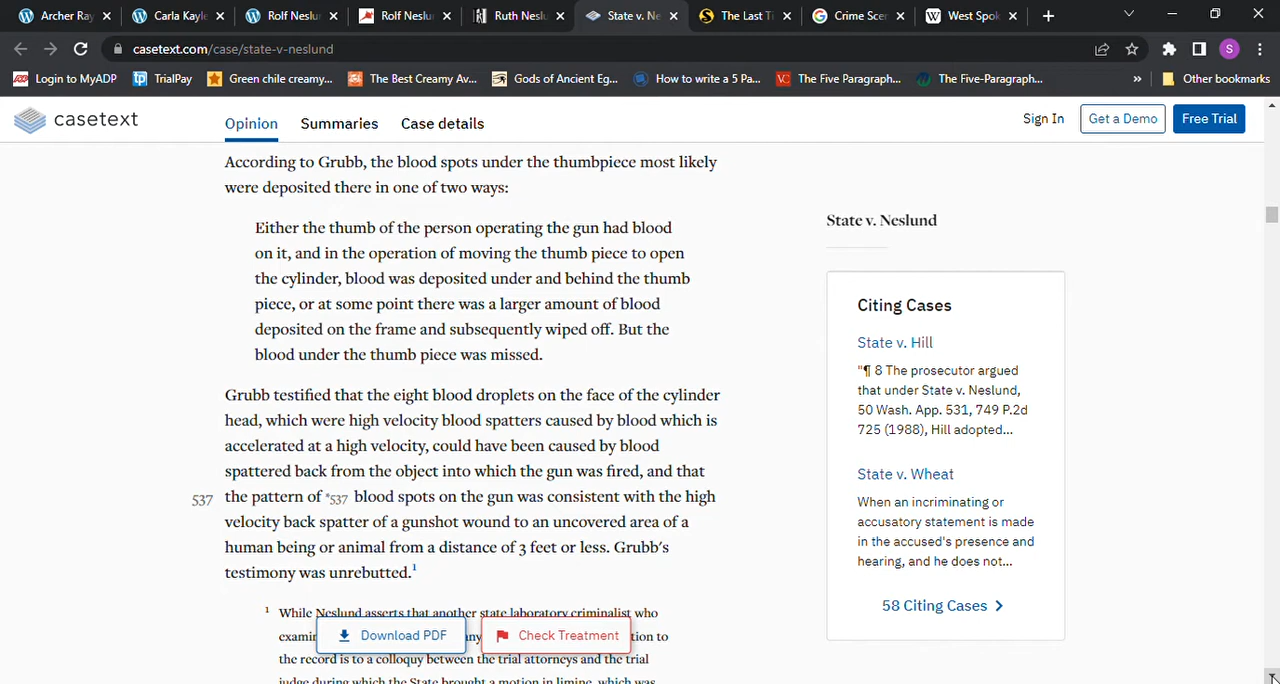 Archer Ray
Carla Kayle
Rolf Neslur
Rolf Neslur
Ruth Neslu
State v. Ne
The Last Ti
Crime Scer
West Spok
casetext.com/case/state-v-neslund
S
Login to MyADP
TrialPay
Green chile creamy...
The Best Creamy Av...
Gods of Ancient Eg...
How to write a 5 Pa...
The Five Paragraph...
The Five-Paragraph...
»
Other bookmarks
casetext
Opinion
Summaries
Case details
Sign In
Get a Demo
Free Trial
According to Grubb, the blood spots under the thumbpiece most likely
were deposited there in one of two ways:
Either the thumb of the person operating the gun had blood
on it, and in the operation of moving the thumb piece to open
the cylinder, blood was deposited under and behind the thumb
piece, or at some point there was a larger amount of blood
deposited on the frame and subsequently wiped off. But the
blood under the thumb piece was missed.
Grubb testified that the eight blood droplets on the face of the cylinder
head, which were high velocity blood spatters caused by blood which is
accelerated at a high velocity, could have been caused by blood
spattered back from the object into which the gun was fired, and that
537 the pattern of *537 blood spots on the gun was consistent with the high
velocity back spatter of a gunshot wound to an uncovered area of a
human being or animal from a distance of 3 feet or less. Grubb's
testimony was unrebutted.1
1 While Neslund asserts that another state laboratory criminalist who
the record is to a colloquy between the trial attorneys and the trial
judge during which the State brought a motion in limine, which was
Download PDF
Check Treatment
State v. Neslund
Citing Cases
State v. Hill
"¶ 8 The prosecutor argued
that under State v. Neslund,
50 Wash. App. 531, 749 P.2d
725 (1988), Hill adopted...
State v. Wheat
When an incriminating or
accusatory statement is made
in the accused's presence and
hearing, and he does not...
58 Citing Cases >